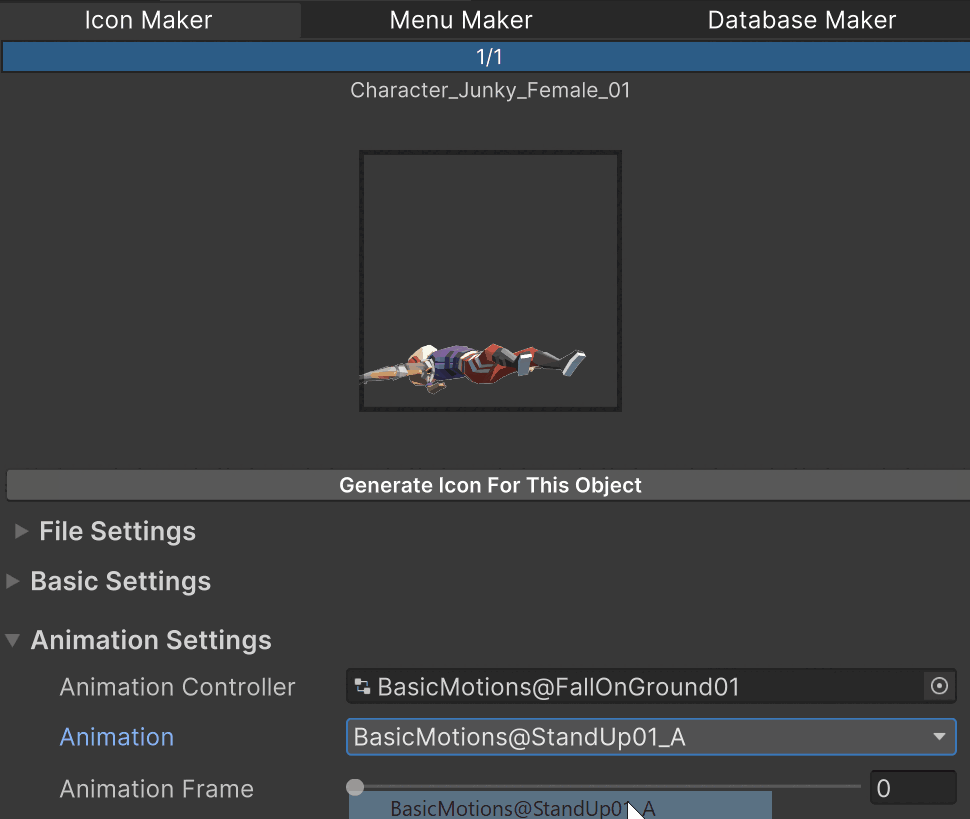 Icon Maker Menu Maker Database Maker
1/1
Character_Junky_Female_01
Generate Icon For This Object
File Settings
Basic Settings
Animation Settings
Animation Controller BasicMotions@FallOnGround01
Animation BasicMotions@StandUp01_A
Animation Frame 0
BasicMotions@StandUp01_A